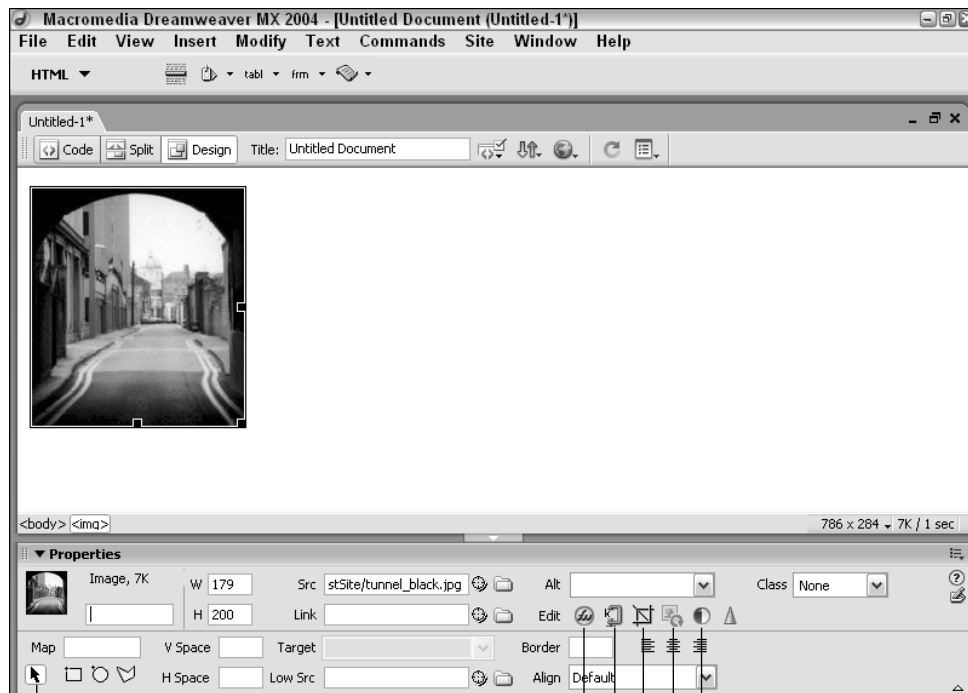 Macromedia Dreamweaver MX 2004 - [Untitled Document (Untitled-1*)]
File Edit View Insert Modify Text Commands Site Window Help
HTML tabl frm
Untitled-1*
Code Split Design Title: Untitled Document
<body> <img> 786 x 284 7K / 1 sec
Properties
Image, 7K W 179 Src stSite/tunnel_black.jpg Alt Class None
H 200 Link Edit
Map V Space Target Border
H Space Low Src Align Default